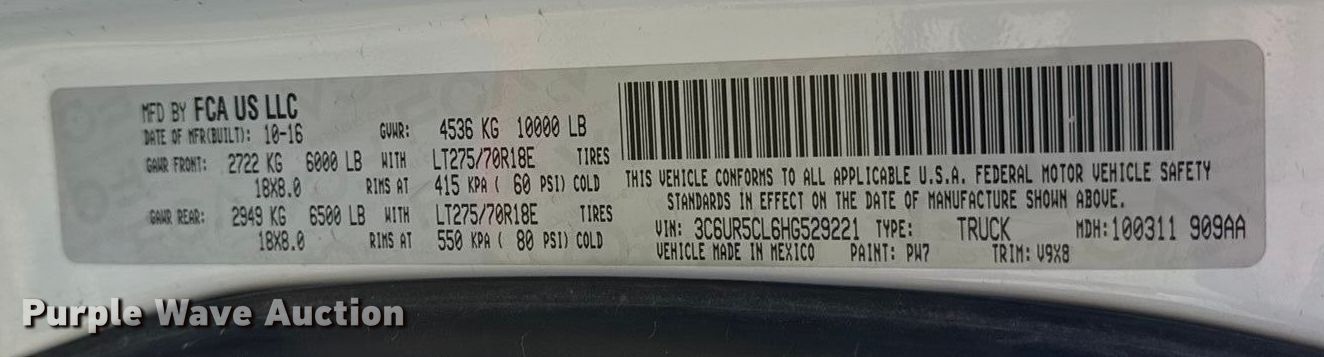 MFD BY FCA US LLC
DATE OF MFR(BUILT): 10-16 GVWR: 4536 KG 10000 LB
GAWR FRONT: 2722 KG 6000 LB WITH LT275/70R18E TIRES
18X8.0 RIMS AT 415 KPA ( 60 PSI) COLD
GAWR REAR: 2949 KG 6500 LB WITH LT275/70R18E TIRES
18X8.0 RIMS AT 550 KPA ( 80 PSI) COLD
THIS VEHICLE CONFORMS TO ALL APPLICABLE U.S.A. FEDERAL MOTOR VEHICLE SAFETY
STANDARDS IN EFFECT ON THE DATE OF MANUFACTURE SHOWN ABOVE.
VIN: 3C6UR5CL6HG529221 TYPE: TRUCK MDH:100311 909AA
VEHICLE MADE IN MEXICO PAINT: PW7 TRIM: V9X8
Purple Wave Auction